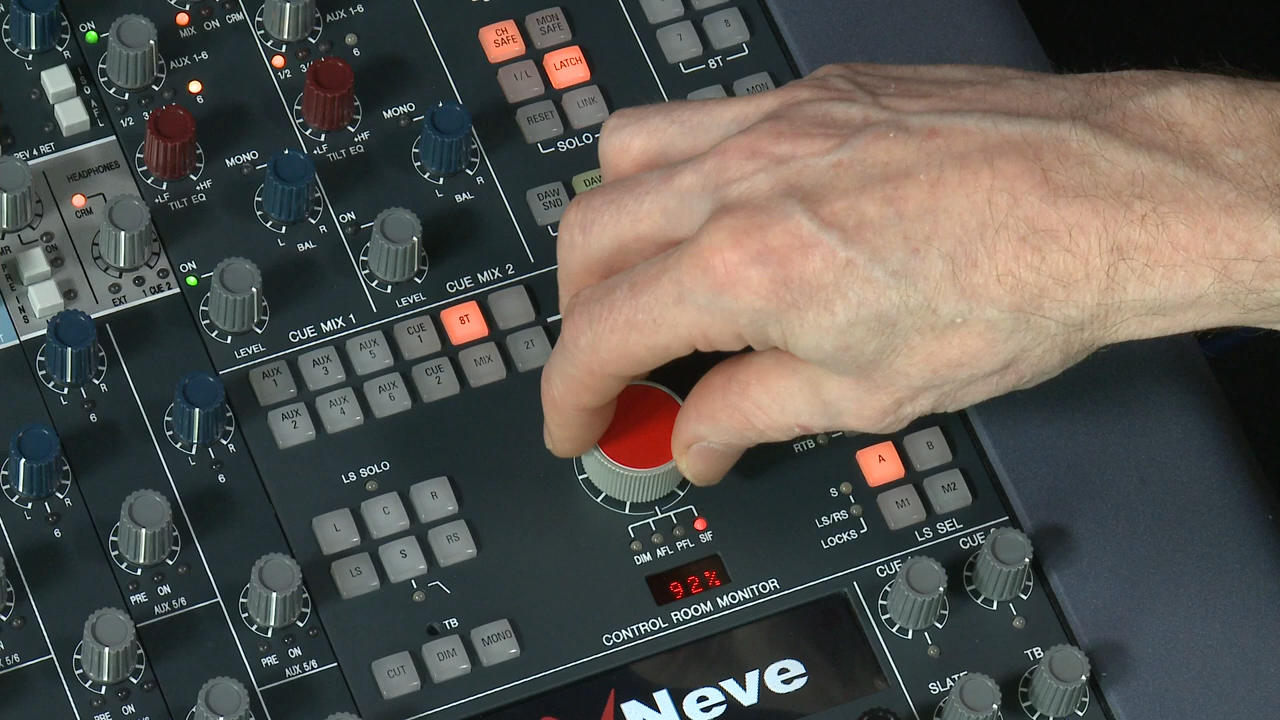 MIX ON CRM
AUX 1-6
AUX 1-6
1/2
6
1/2
R
R
EV 4 RET
HEADPHONES
CRM
ON
EXT 1 CUE 2
MONO
-LF +HF
TILT EQ
MONO
-LF +HF
TILT EQ
L R
BAL
L R
BAL
ON
LEVEL
ON
LEVEL
CH SAFE
MON SAFE
I/L
LATCH
RESET
LINK
SOLO
7
8
8T
MON
DAW SND
DAW
CUE MIX 1
CUE MIX 2
AUX 1
AUX 3
AUX 5
CUE 1
8T
AUX 2
AUX 4
AUX 6
CUE 2
MIX
2T
L R
6
L R
6
L R
6
LS SOLO
L
C
R
LS
S
RS
TB
CUT
DIM
MONO
DIM AFL PFL SIF
92%
CONTROL ROOM MONITOR
RTB
A
B
M1
M2
LS SEL
S
LS/RS
LOCKS
CUE
CUE
TB
PRE ON
AUX 5/6
PRE ON
AUX 5/6
PRE ON
X 5/6
Neve